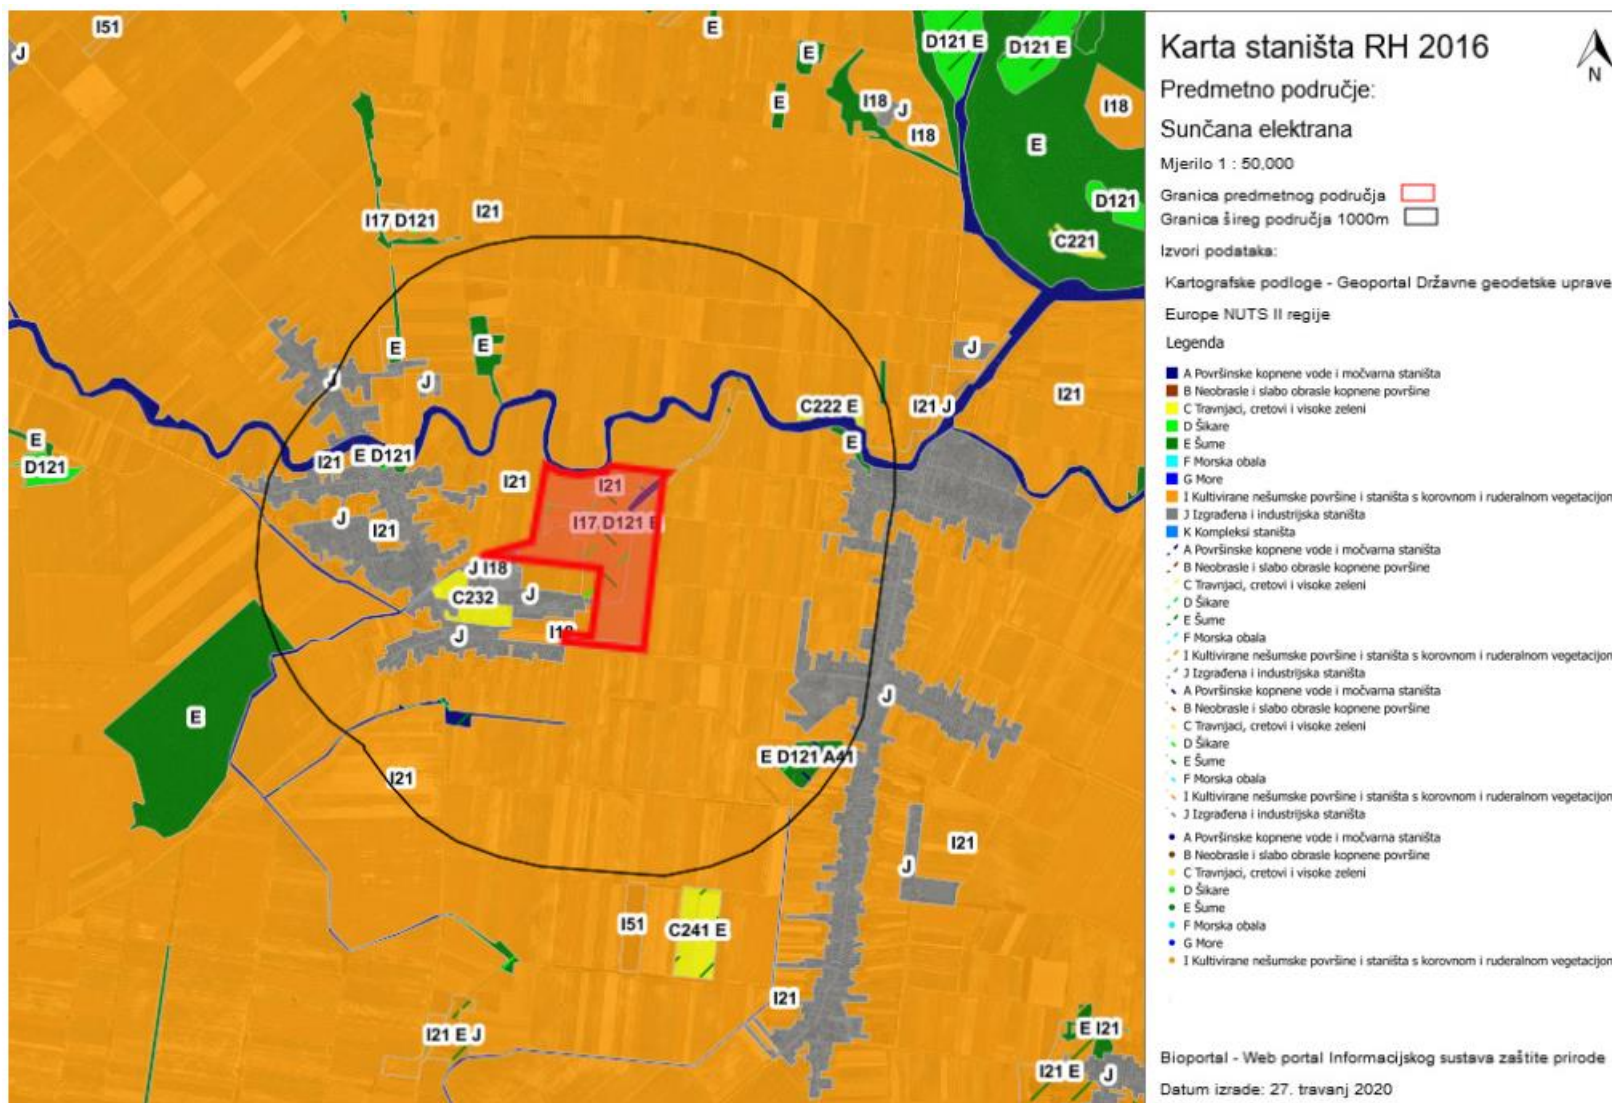 Karta staništa RH 2016
N
Predmetno područje:
Sunčana elektrana
Mjerilo 1 : 50,000
Granica predmetnog područja
Granica šireg područja 1000m
Izvori podataka:
Kartografske podloge - Geoportal Državne geodetske uprave
Europe NUTS II regije
Legenda
A Površinske kopnene vode i močvarna staništa
B Neobrasle i slabo obrasle kopnene površine
C Travnjaci, cretovi i visoke zeleni
D Šikare
E Šume
F Morska obala
G More
I Kultivirane nešumske površine i staništa s korovnom i ruderalnom vegetacijom
J Izgrađena i industrijska staništa
K Kompleksi staništa
A Površinske kopnene vode i močvarna staništa
B Neobrasle i slabo obrasle kopnene površine
C Travnjaci, cretovi i visoke zeleni
D Šikare
E Šume
F Morska obala
I Kultivirane nešumske površine i staništa s korovnom i ruderalnom vegetacijom
J Izgrađena i industrijska staništa
A Površinske kopnene vode i močvarna staništa
B Neobrasle i slabo obrasle kopnene površine
C Travnjaci, cretovi i visoke zeleni
D Šikare
E Šume
F Morska obala
I Kultivirane nešumske površine i staništa s korovnom i ruderalnom vegetacijom
J Izgrađena i industrijska staništa
A Površinske kopnene vode i močvarna staništa
B Neobrasle i slabo obrasle kopnene površine
C Travnjaci, cretovi i visoke zeleni
D Šikare
E Šume
F Morska obala
G More
I Kultivirane nešumske površine i staništa s korovnom i ruderalnom vegetacijom
Bioportal - Web portal Informacijskog sustava zaštite prirode
Datum izrade: 27. travanj 2020
I51
J
E
D121 E
D121 E
E
E
I18
J
I18
I18
E
D121
C221
I17 D121
I21
E
E
J
J
J
I21
I21 J
C222 E
E
E
D121
I21
E D121
I21
I21
I17 D121 E
J
I21
J I18
C232
J
J
I18
E
J
E D121 A41
I21
I21
J
I51
C241 E
I21
I21 E J
E I21
I21 E
J